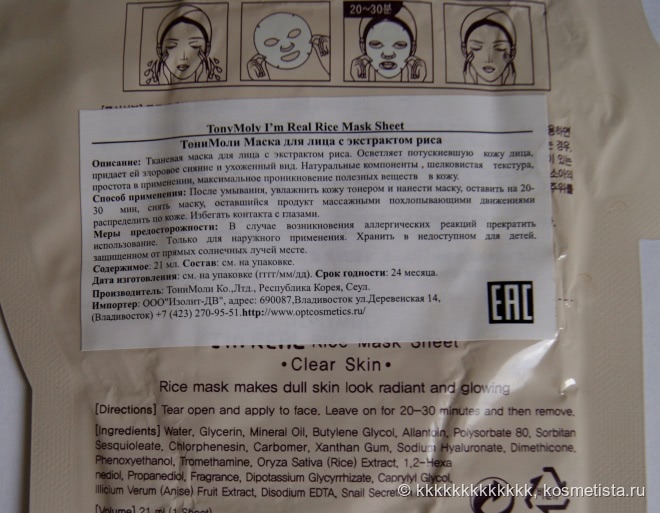 20~30분
TonyMoly I'm Real Rice Mask Sheet
ТониМоли Маска для лица с экстрактом риса
Описание: Тканевая маска для лица с экстрактом риса. Осветляет потускневшую кожу лица,
придает ей здоровое сияние и ухоженный вид. Натуральные компоненты , шелковистая текстура,
простота в применении, максимальное проникновение полезных веществ в кожу.
Способ применения: После умывания, увлажнить кожу тонером и нанести маску, оставить на 20-
30 мин, снять маску, оставшийся продукт массажными похлопывающими движениями
распределить по коже. Избегать контакта с глазами.
Меры предосторожности: В случае возникновения аллергических реакций прекратить
использование. Только для наружного применения. Хранить в недоступном для детей,
защищенном от прямых солнечных лучей месте.
Содержимое: 21 мл. Состав: см. на упаковке.
Дата изготовления: см. на упаковке (гггг/мм/дд). Срок годности: 24 месяца.
Производитель: ТониМоли Ко.,Лтд., Республика Корея, Сеул.
Импортер: ООО"Изолит-ДВ", адрес: 690087,Владивосток ул.Деревенская 14,
(Владивосток) +7 (423) 270-95-51.http://www.optcosmetics.ru/
EAC
Rice Mask Sheet
•Clear Skin•
Rice mask makes dull skin look radiant and glowing
[Directions] Tear open and apply to face. Leave on for 20~30 minutes and then remove.
[Ingredients] Water, Glycerin, Mineral Oil, Butylene Glycol, Allantoin, Polysorbate 80, Sorbitan
Sesquioleate, Chlorphenesin, Carbomer, Xanthan Gum, Sodium Hyaluronate, Dimethicone,
Phenoxyethanol, Tromethamine, Oryza Sativa (Rice) Extract, 1,2-Hexa
nediol, Propanediol, Fragrance, Dipotassium Glycyrrhizate, Caprylyl Glycol,
Illicium Verum (Anise) Fruit Extract, Disodium EDTA, Snail Secret
[Volume] 21 ml (1 Sheet)
© kkkkkkkkkkkkk, kosmetista.ru